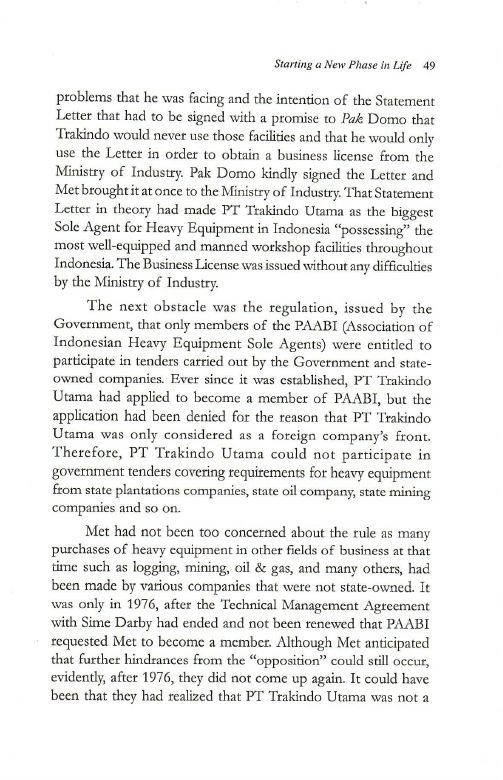 Starting a New Phase in Life 49
problems that he was facing and the intention of the Statement
Letter that had to be signed with a promise to Pak Domo that
Trakindo would never use those facilities and that he would only
use the Letter in order to obtain a business license from the
Ministry of Industry. Pak Domo kindly signed the Letter and
Met brought it at once to the Ministry of Industry. That Statement
Letter in theory had made PT Trakindo Utama as the biggest
Sole Agent for Heavy Equipment in Indonesia “possessing” the
most well-equipped and manned workshop facilities throughout
Indonesia. The Business License was issued without any difficulties
by the Ministry of Industry.
The next obstacle was the regulation, issued by the
Government, that only members of the PAABI (Association of
Indonesian Heavy Equipment Sole Agents) were entitled to
participate in tenders carried out by the Government and state-
owned companies. Ever since it was established, PT Trakindo
Utama had applied to become a member of PAABI, but the
application had been denied for the reason that PT Trakindo
Utama was only considered as a foreign company’s front.
Therefore, PT Trakindo Utama could not participate in
government tenders covering requirements for heavy equipment
from state plantations companies, state oil company, state mining
companies and so on.
Met had not been too concerned about the rule as many
purchases of heavy equipment in other fields of business at that
time such as logging, mining, oil & gas, and many others, had
been made by various companies that were not state-owned. It
was only in 1976, after the Technical Management Agreement
with Sime Darby had ended and not been renewed that PAABI
requested Met to become a member. Although Met anticipated
that further hindrances from the “opposition” could still occur,
evidently, after 1976, they did not come up again. It could have
been that they had realized that PT Trakindo Utama was not a